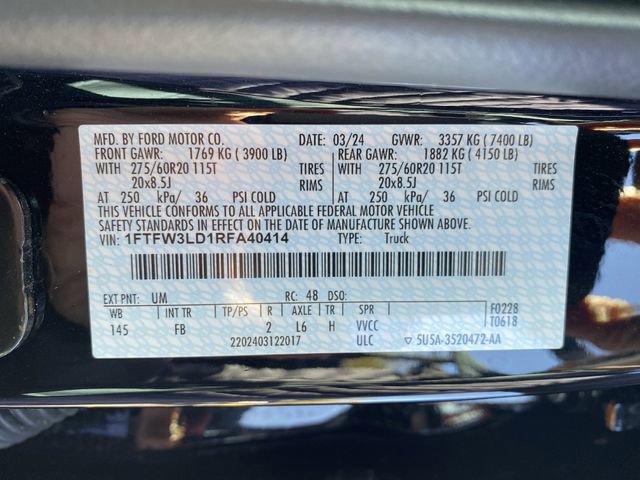 MFD. BY FORD MOTOR CO. DATE: 03/24 GVWR: 3357 KG ( 7400 LB)
FRONT GAWR: 1769 KG ( 3900 LB) REAR GAWR: 1882 KG ( 4150 LB)
WITH 275/60R20 115T TIRES WITH 275/60R20 115T TIRES
20x8.5J RIMS 20x8.5J RIMS
AT 250 kPa/ 36 PSI COLD AT 250 kPa/ 36 PSI COLD
THIS VEHICLE CONFORMS TO ALL APPLICABLE FEDERAL MOTOR VEHICLE
SAFETY STANDARDS IN EFFECT ON THE DATE OF MANUFACTURE SHOWN ABOVE.
VIN: 1FTFW3LD1RFA40414 TYPE: Truck
EXT PNT: UM RC: 48 DSO:
WB INT TR TP/PS R AXLE TR SPR F0228
145 FB 2 L6 H VVCC T0618
2202403122017 ULC 5U5A-3520472-AA